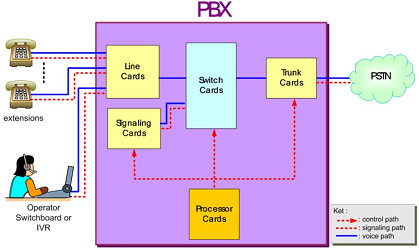 PBX
Line
Cards
Switch
Cards
Trunk
Cards
PSTN
extensions
Signaling
Cards
Operator
Switchboard or
IVR
Processor
Cards
Ket :
: control path
: signaling path
: voice path